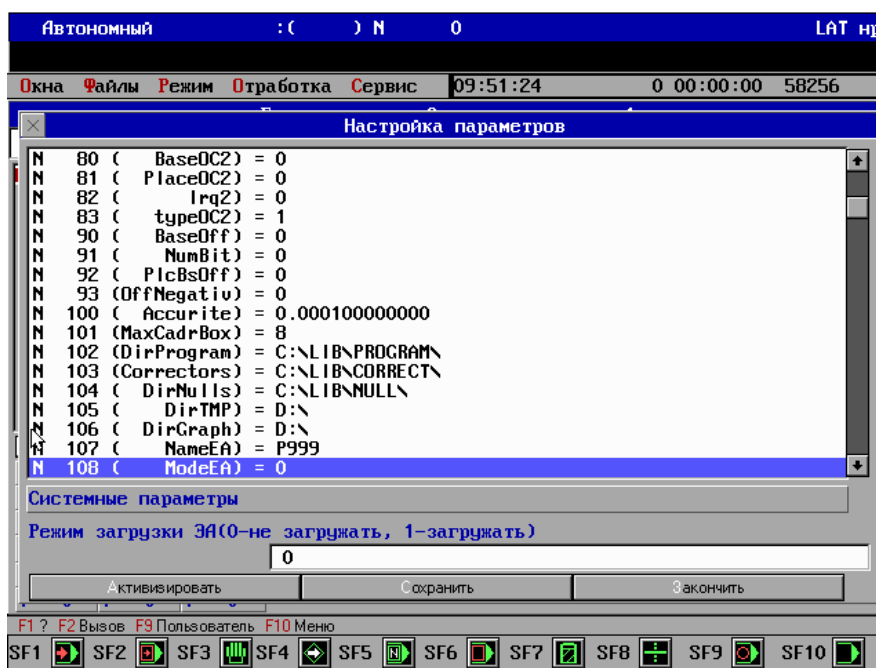 Автономный :( ) N 0 LAT
Окна Файлы Режим Отработка Сервис 09:51:24 0 00:00:00 58256
Настройка параметров
N 80 ( BaseOC2) = 0
N 81 ( PlaceOC2) = 0
N 82 ( Irq2) = 0
N 83 ( typeOC2) = 1
N 90 ( BaseOff) = 0
N 91 ( NumBit) = 0
N 92 ( PlcBsOff) = 0
N 93 (OffNegativ) = 0
N 100 ( Accurite) = 0.000100000000
N 101 (MaxCadrBox) = 8
N 102 (DirProgram) = C:\LIB\PROGRAM\
N 103 (Correctors) = C:\LIB\CORRECT\
N 104 ( DirNulls) = C:\LIB\NULL\
N 105 ( DirTMP) = D:\
N 106 ( DirGraph) = D:\
N 107 ( NameEA) = P999
N 108 ( ModeEA) = 0
Системные параметры
Режим загрузки ЭА(0-не загружать, 1-загружать)
0
Активизировать Сохранить Закончить
F1 ? F2 Вызов F9 Пользователь F10 Меню
SF1 SF2 SF3 SF4 SF5 N SF6 SF7 SF8 SF9 SF10